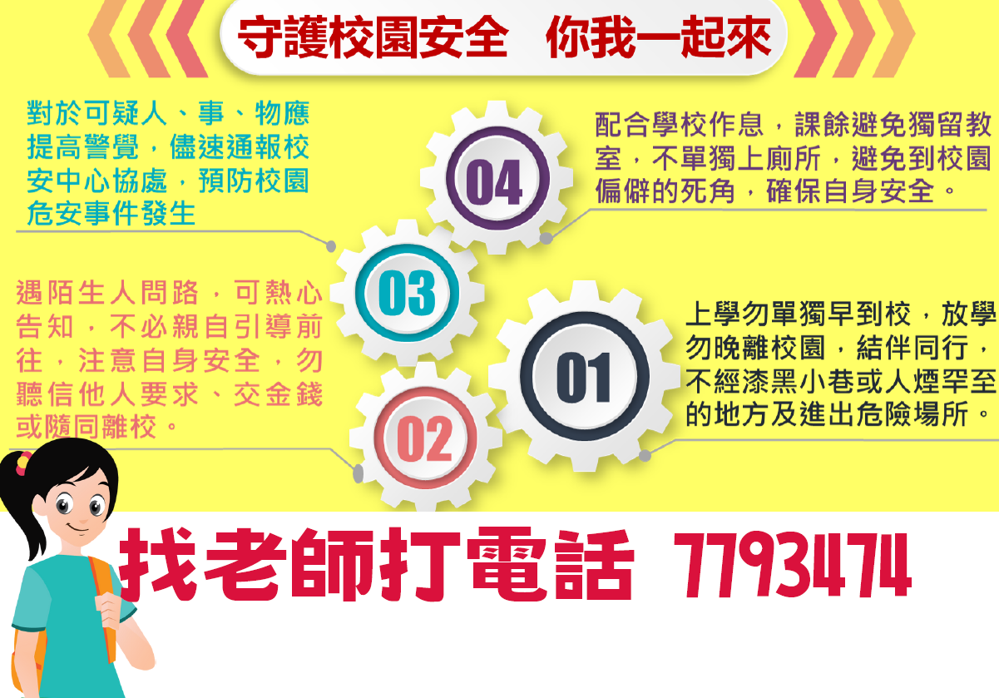 守護校園安全 你我一起來
對於可疑人、事、物應
提高警覺，儘速通報校
安中心協處，預防校園
危安事件發生
04
配合學校作息，課餘避免獨留教
室，不單獨上廁所，避免到校園
偏僻的死角，確保自身安全。
03
遇陌生人問路，可熱心
告知，不必親自引導前
往，注意自身安全，勿
聽信他人要求、交金錢
或隨同離校。
02
01
上學勿單獨早到校，放學
勿晚離校園，結伴同行，
不經漆黑小巷或人煙罕至
的地方及進出危險場所。
找老師打電話 7793474